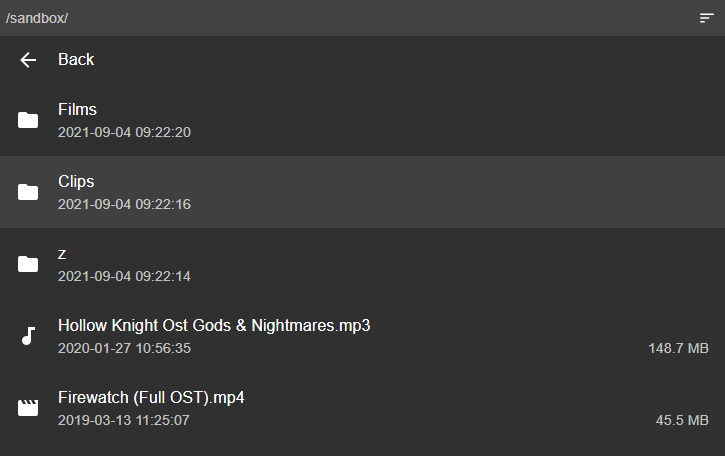 /sandbox/
Back
Films
2021-09-04 09:22:20
Clips
2021-09-04 09:22:16
z
2021-09-04 09:22:14
Hollow Knight Ost Gods & Nightmares.mp3
2020-01-27 10:56:35
148.7 MB
Firewatch (Full OST).mp4
2019-03-13 11:25:07
45.5 MB